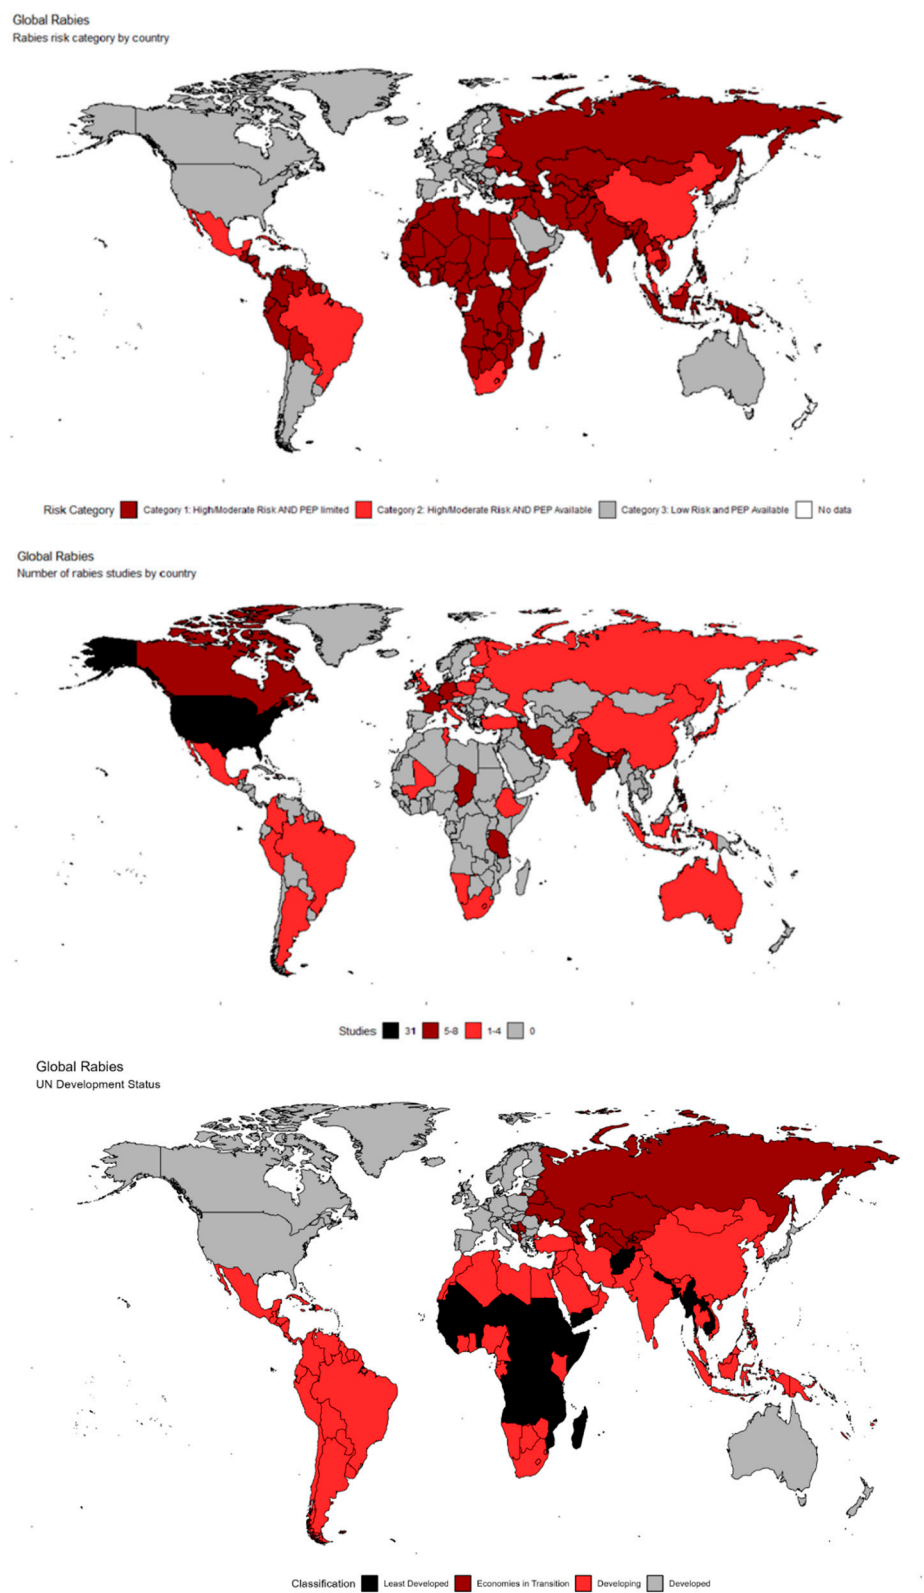 Global Rabies
Rabies risk category by country
Risk Category Category 1: High/Moderate Risk AND PEP limited Category 2: High/Moderate Risk AND PEP Available Category 3: Low Risk and PEP Available No data
Global Rabies
Number of rabies studies by country
Studies 31 5-8 1-4 0
Global Rabies
UN Development Status
Classification Least Developed Economies in Transition Developing Developed